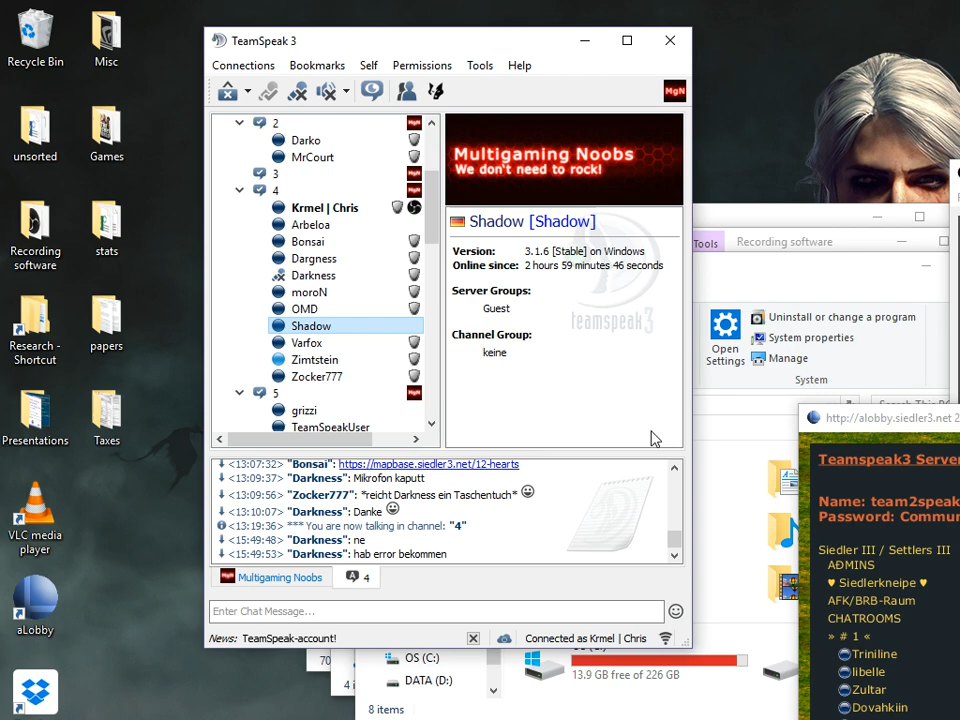 Recycle Bin
Misc
unsorted
Games
Recording software
stats
Research - Shortcut
papers
Presentations
Taxes
VLC media player
aLobby
TeamSpeak 3
Connections Bookmarks Self Permissions Tools Help
MgN
2
Darko
MrCourt
3
4
Krmel | Chris
Arbeloa
Bonsai
Dargness
Darkness
moroN
OMD
Shadow
Varfox
Zimtstein
Zocker777
5
grizzi
TeamSpeakUser
Multigaming Noobs
We don't need to rock!
Shadow [Shadow]
Version: 3.1.6 [Stable] on Windows
Online since: 2 hours 59 minutes 46 seconds
Server Groups:
Guest
Channel Group:
keine
teamspeak3
<13:07:32> "Bonsai: https://mapbase.siedler3.net/12-hearts
<13:09:37> "Darkness": Mikrofon kaputt
<13:09:56> "Zocker777": *reicht Darkness ein Taschentuch*
<13:10:07> "Darkness": Danke
<13:19:36> *** You are now talking in channel: "4"
<15:49:48> "Darkness": ne
<15:49:53> "Darkness": hab error bekommen
Multigaming Noobs
4
Enter Chat Message...
News: TeamSpeak-account!
Connected as Krmel | Chris
Tools
Recording software
Open Settings
Uninstall or change a program
System properties
Manage
System
http://alobby.siedler3.net 2
Teamspeak3 Server
Name: team2speak
Password: Commun
Siedler III / Settlers III
ADMINS
♥ Siedlerkneipe ♥
AFK/BRB-Raum
CHATROOMS
» # 1 «
Triniline
libelle
Zultar
Dovahkiin
70
4 i
OS (C:)
DATA (D:)
8 items
13.9 GB free of 226 GB